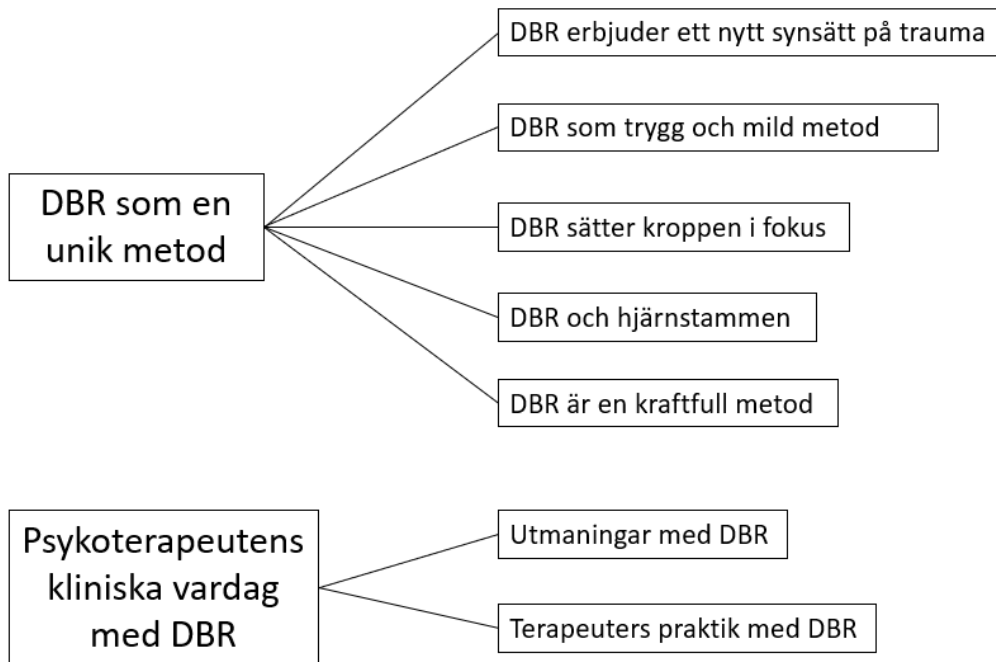 DBR som en
unik metod
DBR erbjuder ett nytt synsätt på trauma
DBR som trygg och mild metod
DBR sätter kroppen i fokus
DBR och hjärnstammen
DBR är en kraftfull metod
Psykoterapeutens
kliniska vardag
med DBR
Utmaningar med DBR
Terapeuters praktik med DBR